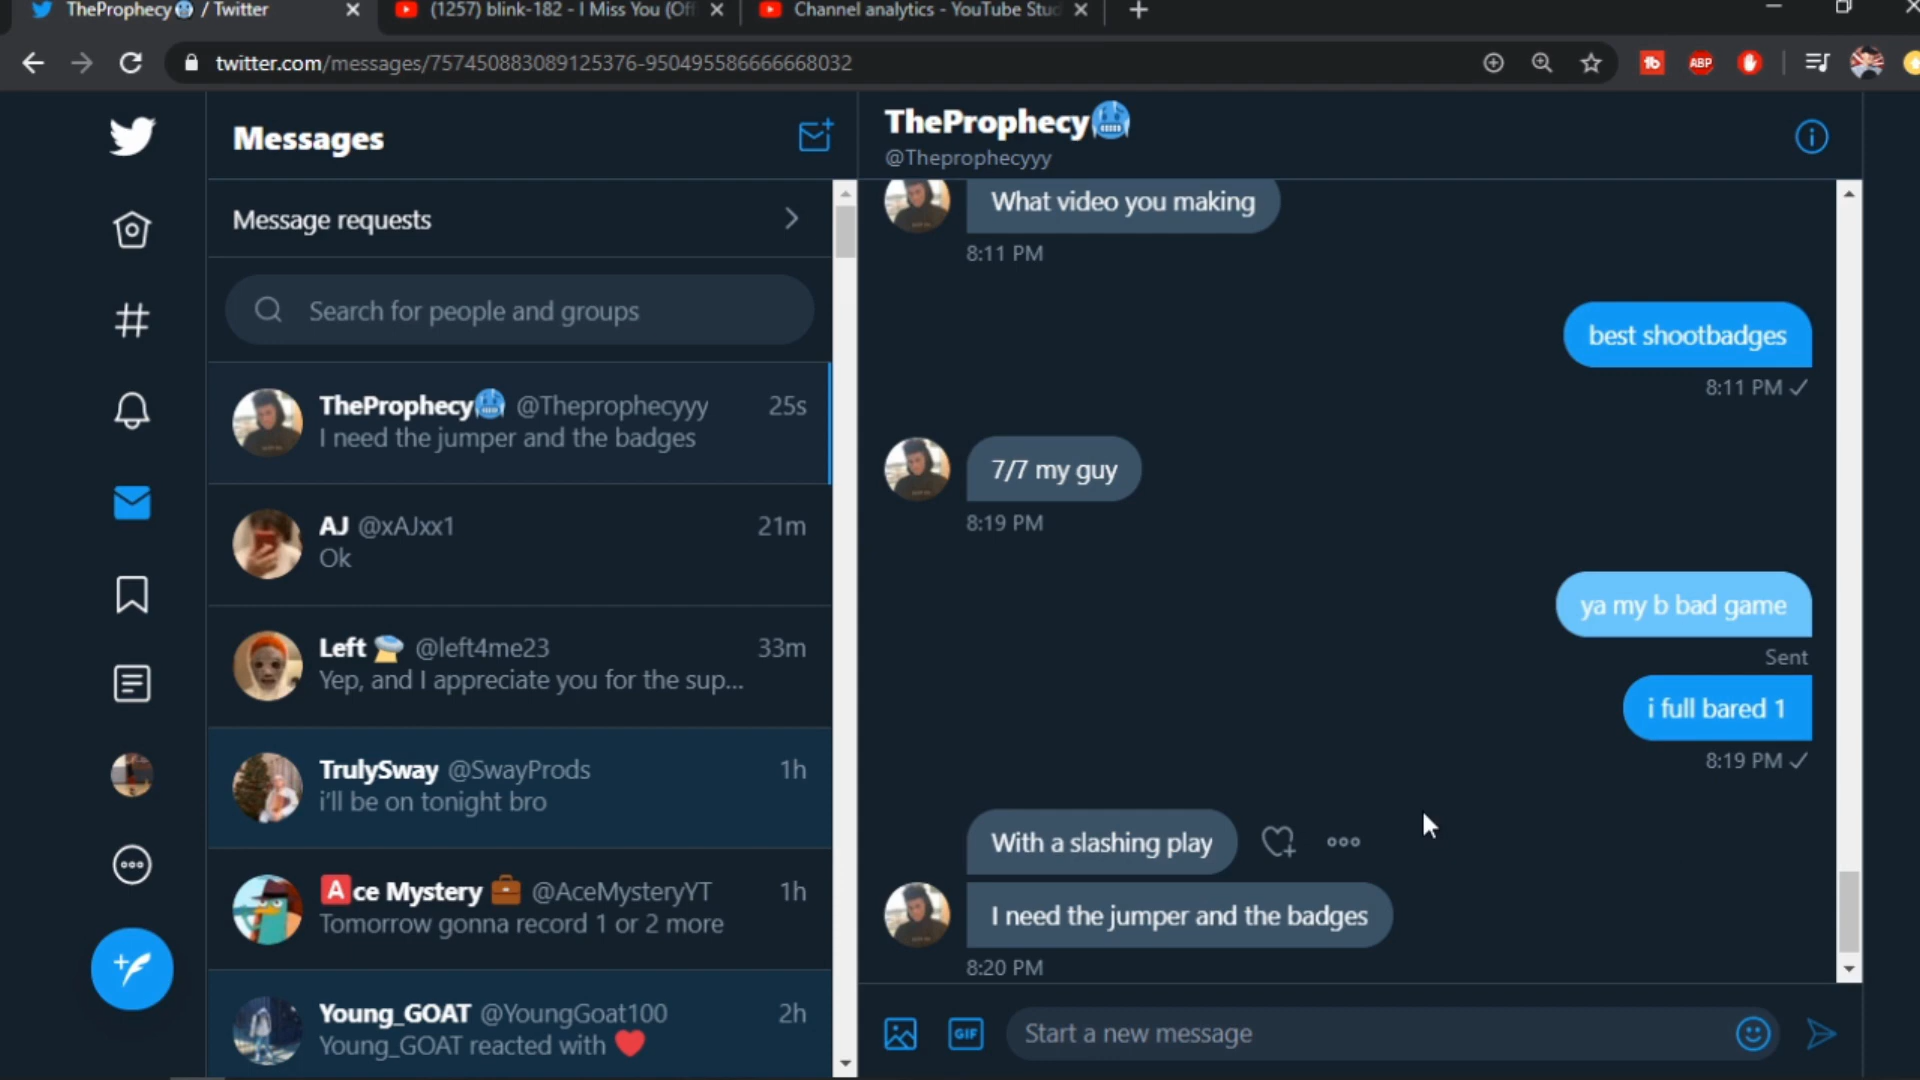 TheProphecy🥶 / Twitter
(1257) blink-182 - I Miss You (Off
Channel analytics - YouTube Stud
twitter.com/messages/757450883089125376-950495586666668032
ABP
Messages
Message requests
Search for people and groups
TheProphecy🥶 @Theprophecyyy 25s
I need the jumper and the badges
AJ @xAJxx1 21m
Ok
Left @left4me23 33m
Yep, and I appreciate you for the sup...
TrulySway @SwayProds 1h
i'll be on tonight bro
🅰ce Mystery 💼 @AceMysteryYT 1h
Tomorrow gonna record 1 or 2 more
Young_GOAT @YoungGoat100 2h
Young_GOAT reacted with ❤️
TheProphecy🥶
@Theprophecyyy
What video you making
8:11 PM
best shootbadges
8:11 PM ✓
7/7 my guy
8:19 PM
ya my b bad game
Sent
i full bared 1
8:19 PM ✓
With a slashing play
I need the jumper and the badges
8:20 PM
GIF
Start a new message